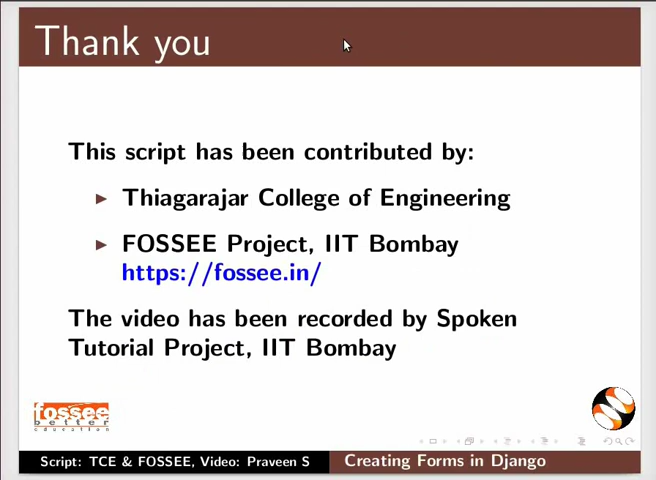 Thank you
This script has been contributed by:
Thiagarajar College of Engineering
FOSSEE Project, IIT Bombay
https://fossee.in/
The video has been recorded by Spoken
Tutorial Project, IIT Bombay
fossee
better
education
Script: TCE & FOSSEE, Video: Praveen S
Creating Forms in Django